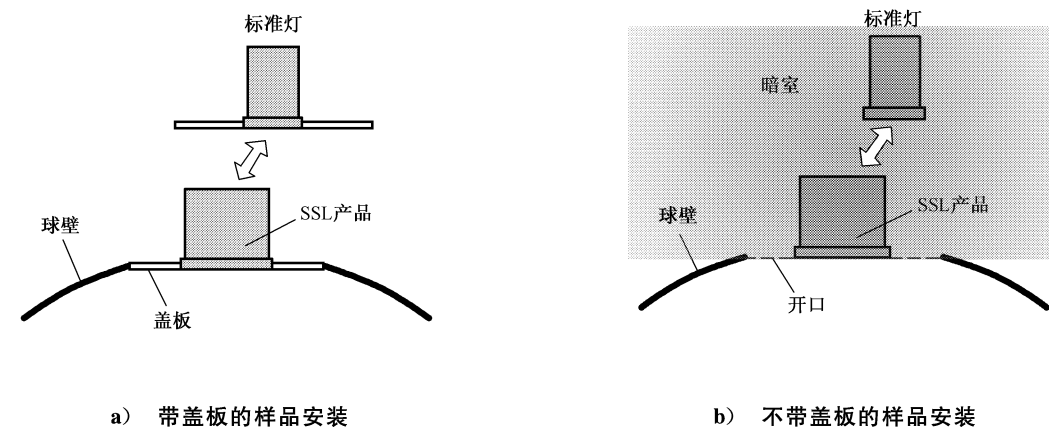 标准灯
SSL产品
球壁
盖板
a） 带盖板的样品安装
标准灯
暗室
SSL产品
球壁
开口
b） 不带盖板的样品安装